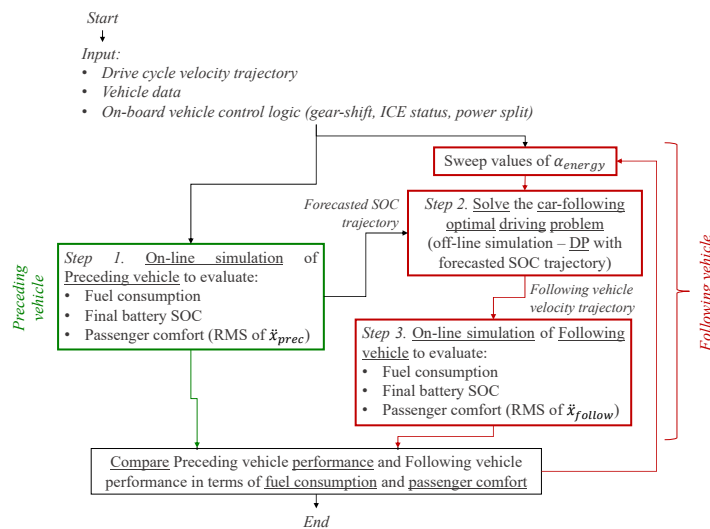 Start
Input:
• Drive cycle velocity trajectory
• Vehicle data
• On-board vehicle control logic (gear-shift, ICE status, power split)
Sweep values of α_energy
Forecasted SOC
trajectory
Step 2. Solve the
car-following
optimal driving problem
(off-line simulation – DP with
forecasted SOC trajectory)
Preceding
vehicle
Step 1. On-line simulation of
Preceding vehicle to evaluate:
• Fuel consumption
• Final battery SOC
• Passenger comfort (RMS of ẍ_prec)
Following vehicle
velocity trajectory
Step 3. On-line simulation of Following
vehicle to evaluate:
• Fuel consumption
• Final battery SOC
• Passenger comfort (RMS of ẍ_follow)
Following vehicle
Compare Preceding vehicle performance and Following vehicle
performance in terms of fuel consumption and passenger comfort
End